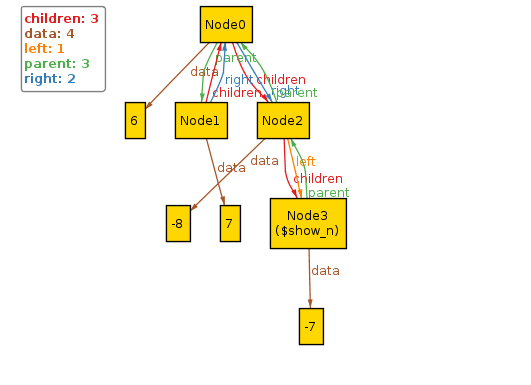 children: 3
data: 4
left: 1
parent: 3
right: 2
Node0
data
parent
right
children
children
right
parent
6
Node1
Node2
data
data
left
children
parent
-8
7
Node3
($show_n)
data
-7